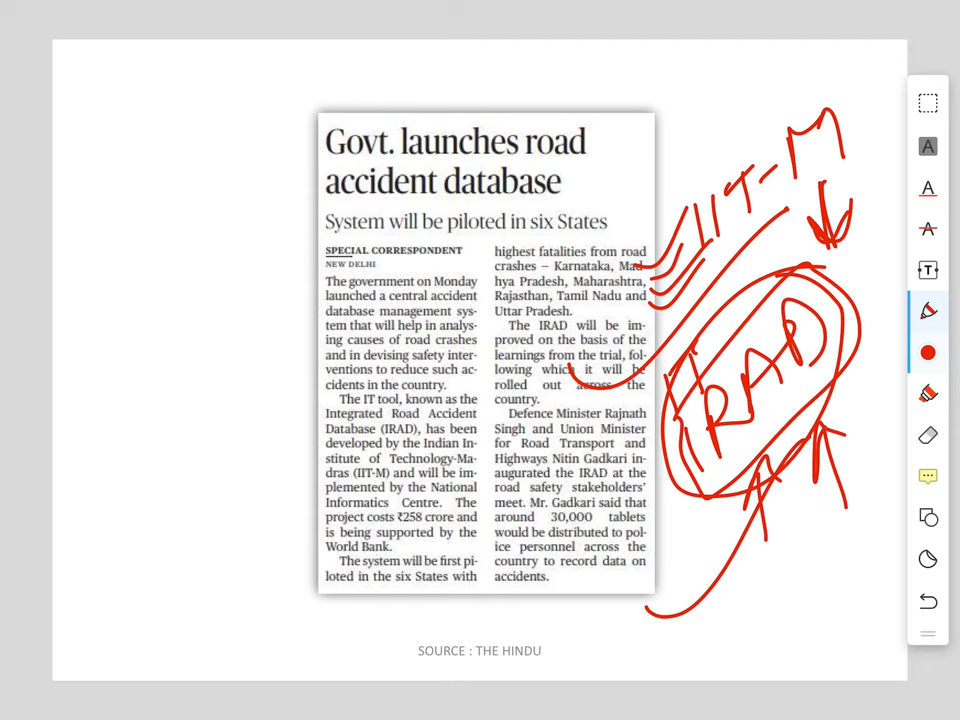 Govt. launches road
accident database
System will be piloted in six States
SPECIAL CORRESPONDENT
NEW DELHI
The government on Monday
launched a central accident
database management sys-
tem that will help in analys-
ing causes of road crashes
and in devising safety inter-
ventions to reduce such ac-
cidents in the country.
The IT tool, known as the
Integrated Road Accident
Database (IRAD), has been
developed by the Indian In-
stitute of Technology-Ma-
dras (IIT-M) and will be im-
plemented by the National
Informatics Centre. The
project costs ₹258 crore and
is being supported by the
World Bank.
The system will be first pi-
loted in the six States with
highest fatalities from road
crashes – Karnataka, Mad-
hya Pradesh, Maharashtra,
Rajasthan, Tamil Nadu and
Uttar Pradesh.
The IRAD will be im-
proved on the basis of the
learnings from the trial, fol-
lowing which it will be
rolled out across the
country.
Defence Minister Rajnath
Singh and Union Minister
for Road Transport and
Highways Nitin Gadkari in-
augurated the IRAD at the
road safety stakeholders'
meet. Mr. Gadkari said that
around 30,000 tablets
would be distributed to pol-
ice personnel across the
country to record data on
accidents.
IIT-M
IRAD
SOURCE : THE HINDU
A
A
A
T